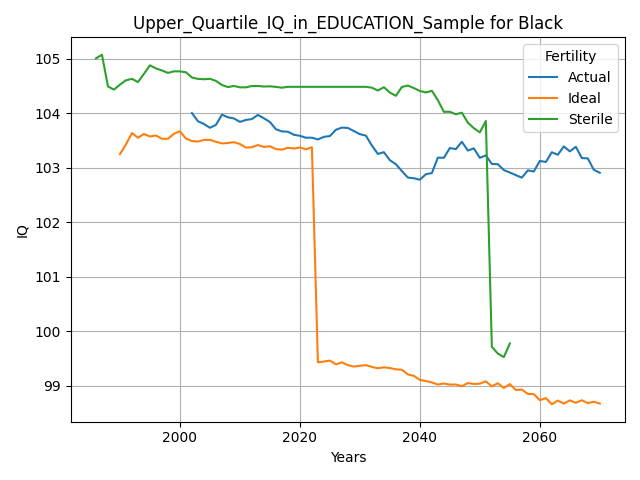 Upper_Quartile_IQ_in_EDUCATION_Sample for Black
Fertility
Actual
Ideal
Sterile
105
104
103
102
101
100
99
IQ
2000
2020
2040
2060
Years